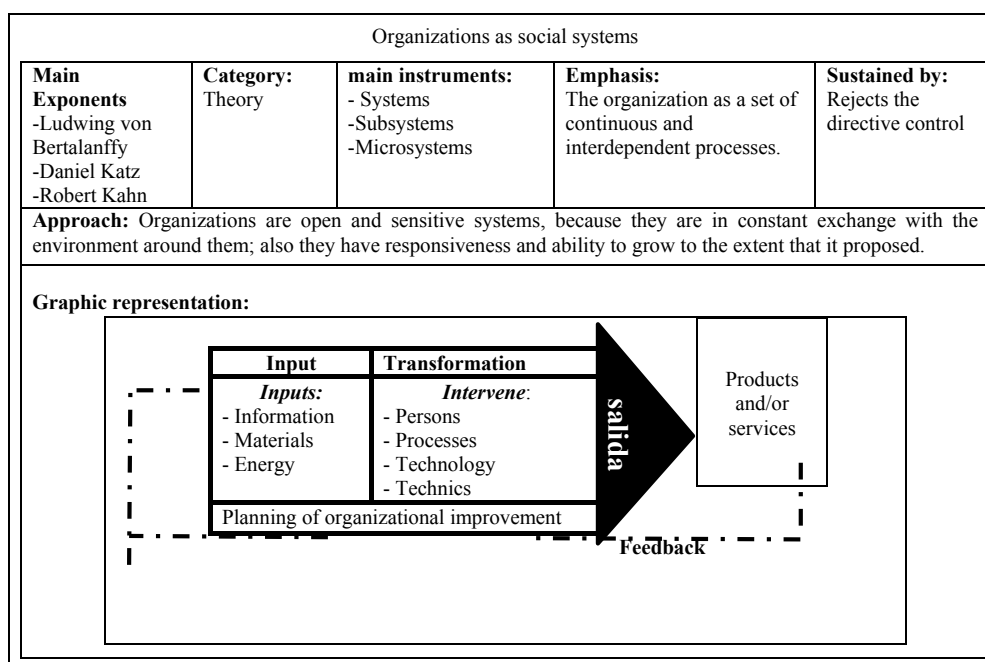 Organizations as social systems
Main
Exponents
-Ludwing von
Bertalanffy
-Daniel Katz
-Robert Kahn
Category:
Theory
main instruments:
- Systems
-Subsystems
-Microsystems
Emphasis:
The organization as a set of
continuous and
interdependent processes.
Sustained by:
Rejects the
directive control
Approach: Organizations are open and sensitive systems, because they are in constant exchange with the
environment around them; also they have responsiveness and ability to grow to the extent that it proposed.
Graphic representation:
Input
Inputs:
- Information
- Materials
- Energy
Transformation
Intervene:
- Persons
- Processes
- Technology
- Technics
Planning of organizational improvement
salida
Products
and/or
services
Feedback